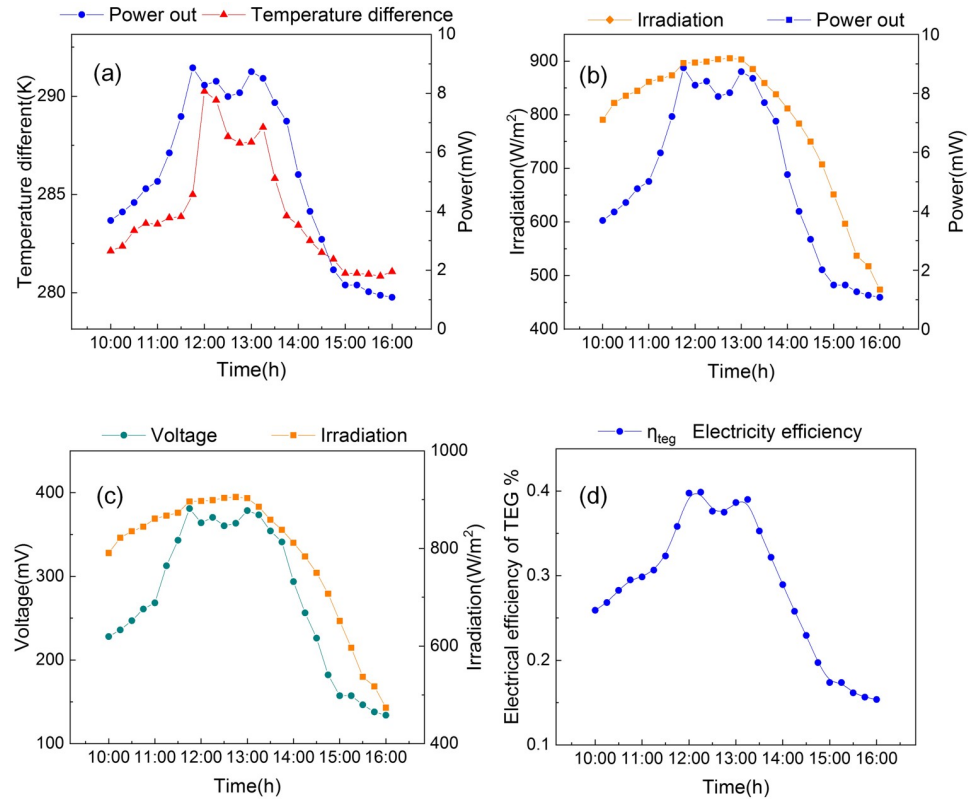 Power out Temperature difference
(a)
Temperature different(K)
290
285
280
10
8
6
4
2
0
Power(mW)
10:00 11:00 12:00 13:00 14:00 15:00 16:00
Time(h)
Irradiation Power out
(b)
Irradiation(W/m²)
900
800
700
600
500
400
10
8
6
4
2
0
Power(mW)
10:00 11:00 12:00 13:00 14:00 15:00 16:00
Time(h)
Voltage Irradiation
(c)
Voltage(mV)
400
300
200
100
1000
800
600
400
Irradiation(W/m²)
10:00 11:00 12:00 13:00 14:00 15:00 16:00
Time(h)
ηteg Electricity efficiency
(d)
Electrical efficiency of TEG %
0.4
0.3
0.2
0.1
10:00 11:00 12:00 13:00 14:00 15:00 16:00
Time(h)